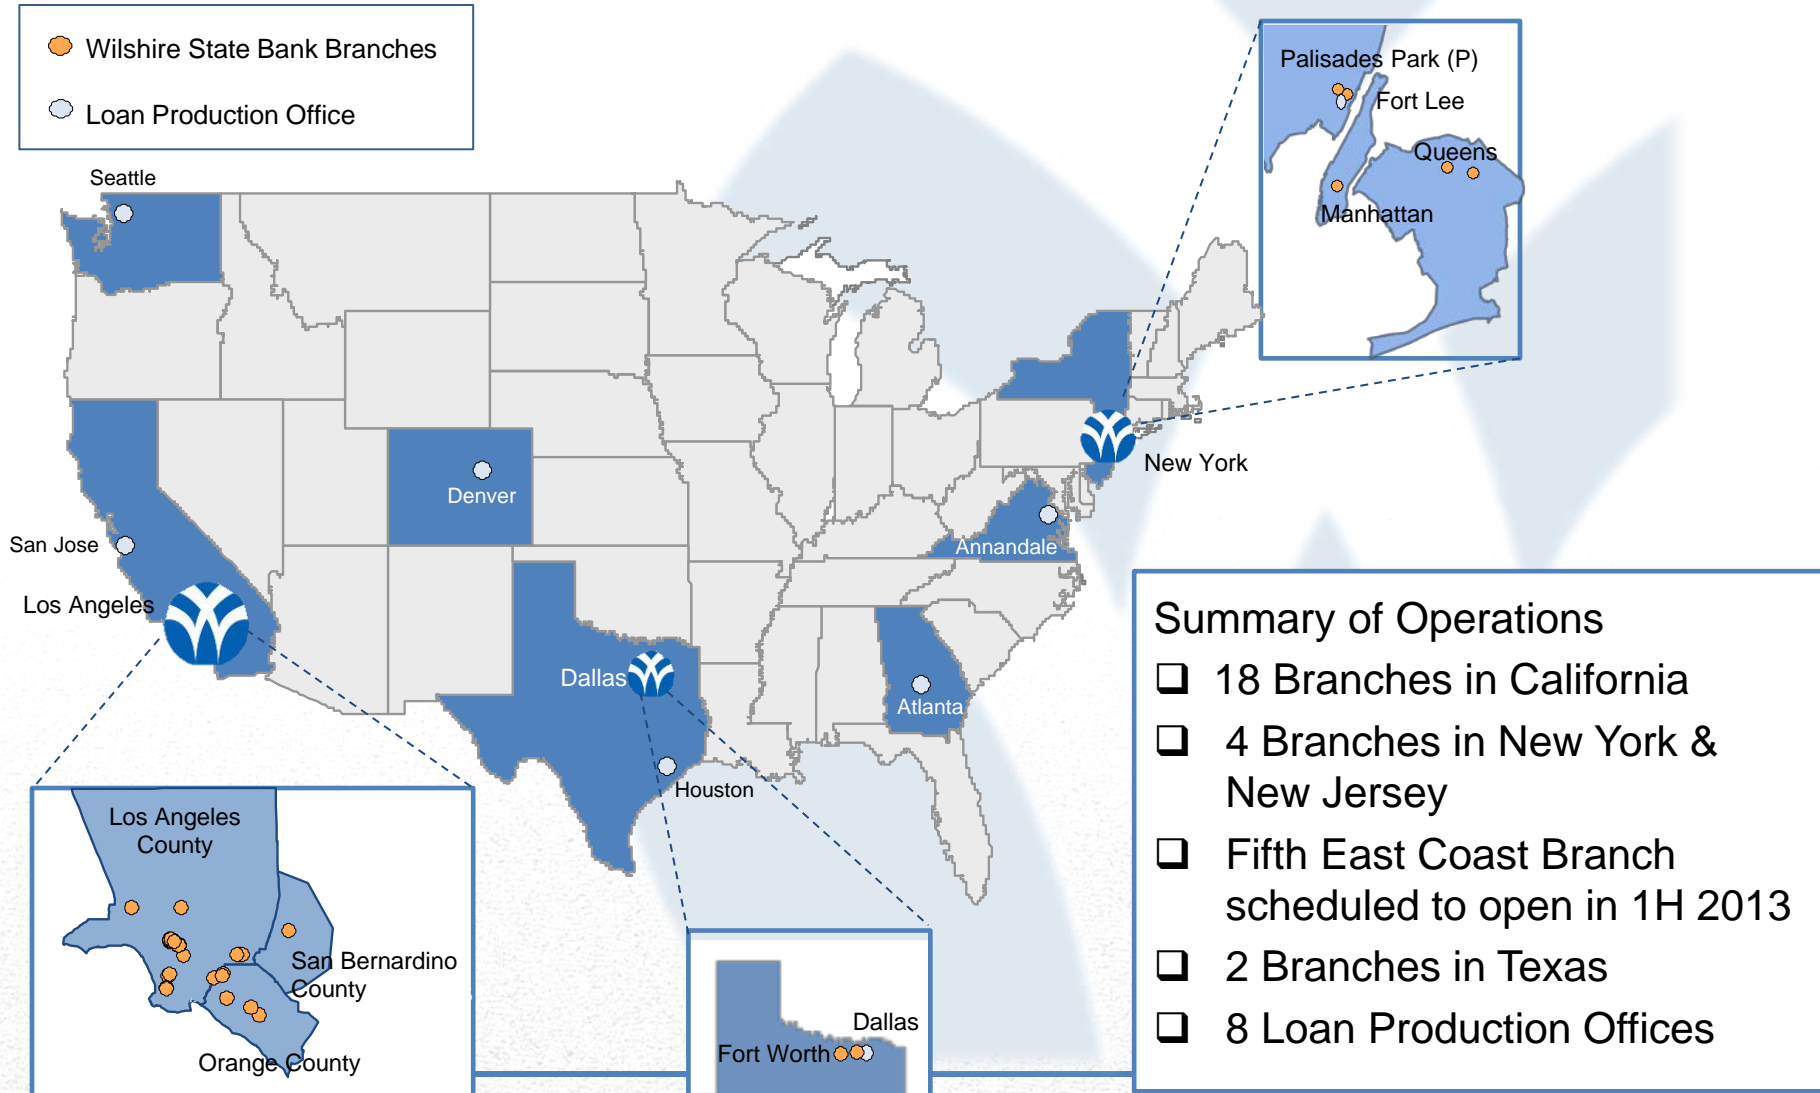 Wilshire State Bank Branches
Loan Production Office
Palisades Park (P)
Fort Lee
Queens
Manhattan
Seattle
New York
Denver
San Jose
Annandale
Los Angeles
Dallas
Atlanta
Houston
Los Angeles
County
San Bernardino
County
Orange County
Dallas
Fort Worth
Summary of Operations
18 Branches in California
4 Branches in New York &
New Jersey
Fifth East Coast Branch
scheduled to open in 1H 2013
2 Branches in Texas
8 Loan Production Offices